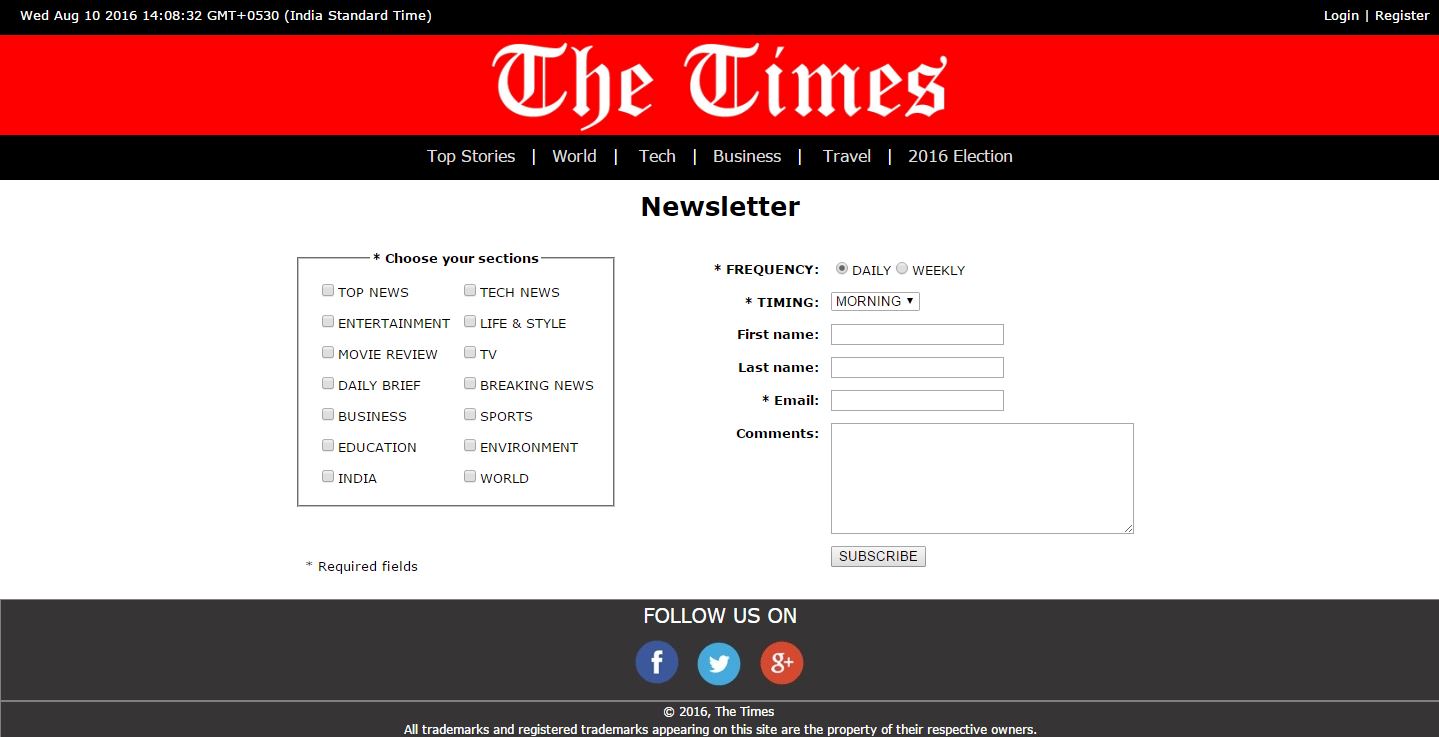 Wed Aug 10 2016 14:08:32 GMT+0530 (India Standard Time) Login | Register
The Times
Top Stories | World | Tech | Business | Travel | 2016 Election
Newsletter
* Choose your sections
TOP NEWS TECH NEWS
ENTERTAINMENT LIFE & STYLE
MOVIE REVIEW TV
DAILY BRIEF BREAKING NEWS
BUSINESS SPORTS
EDUCATION ENVIRONMENT
INDIA WORLD
* Required fields
* FREQUENCY: DAILY WEEKLY
* TIMING: MORNING
First name:
Last name:
* Email:
Comments:
SUBSCRIBE
FOLLOW US ON
f g+
© 2016, The Times
All trademarks and registered trademarks appearing on this site are the property of their respective owners.